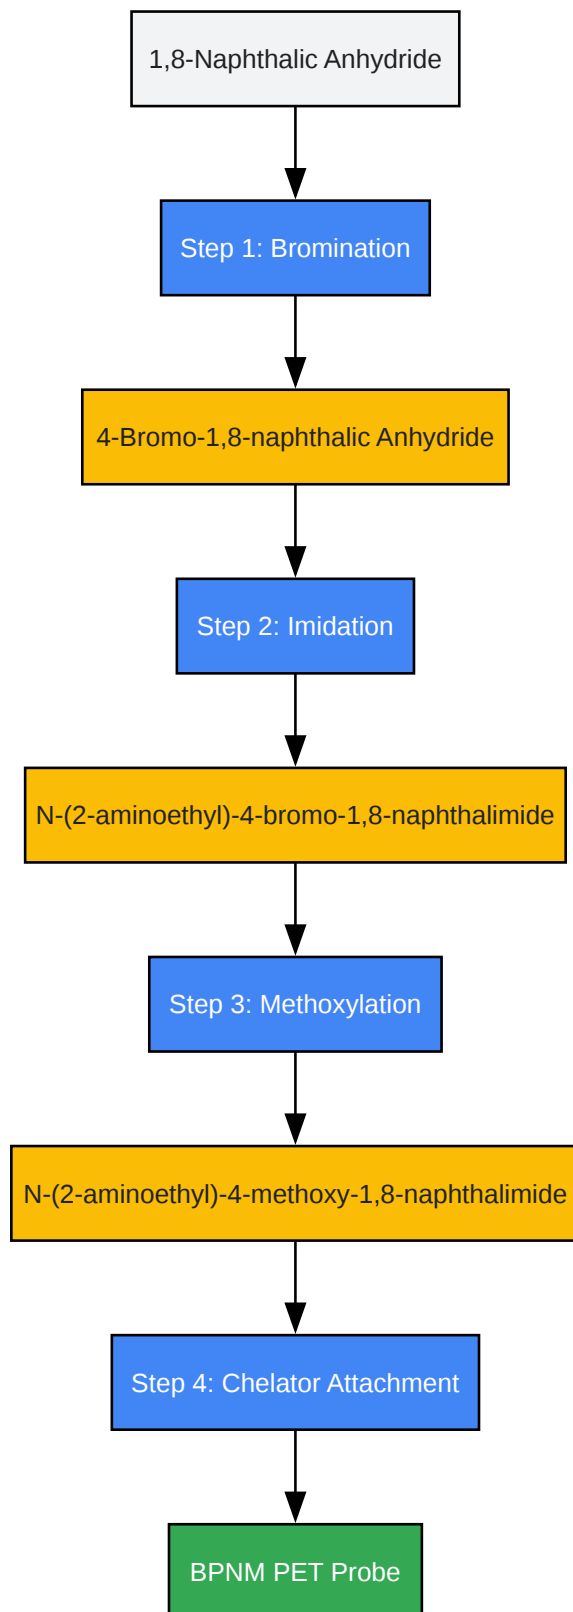 1,8-Naphthalic Anhydride
Step 1: Bromination
4-Bromo-1,8-naphthalic Anhydride
Step 2: Imidation
N-(2-aminoethyl)-4-bromo-1,8-naphthalimide
Step 3: Methoxylation
N-(2-aminoethyl)-4-methoxy-1,8-naphthalimide
Step 4: Chelator Attachment
BPNM PET Probe